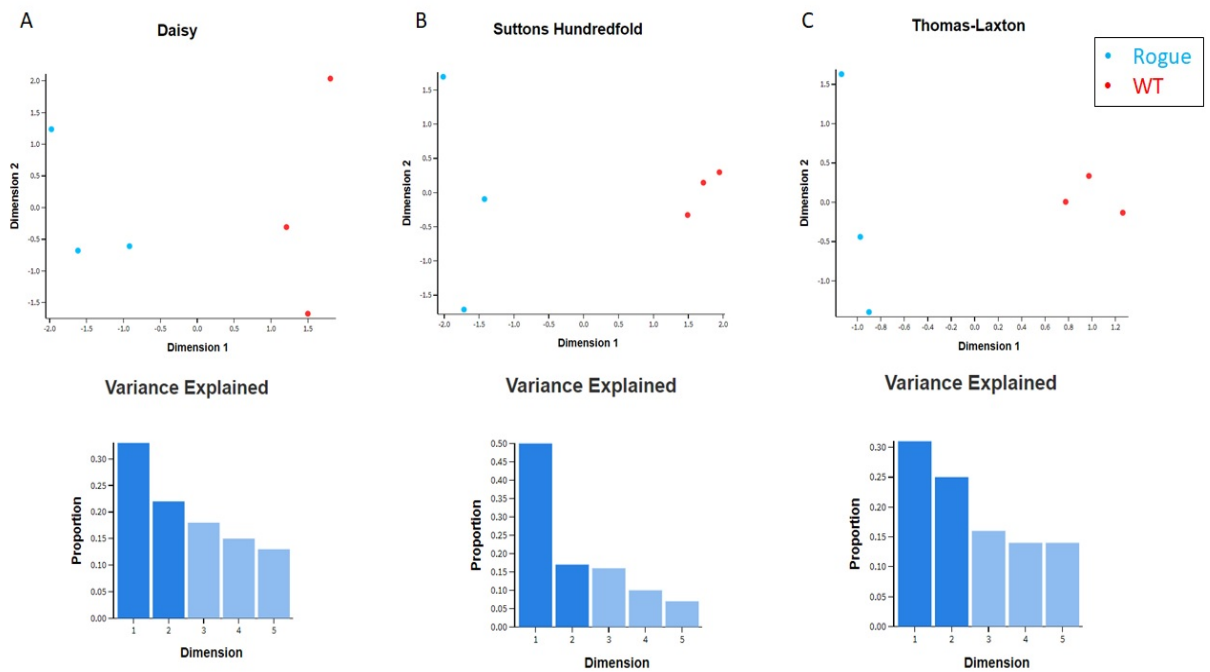 A
Daisy
2.0
1.5
1.0
0.5
0.0
-0.5
-1.0
-1.5
Dimension 2
-2.0 -1.5 -1.0 -0.5 0.0 0.5 1.0 1.5
Dimension 1
B
Suttons Hundredfold
1.5
1.0
0.5
0.0
-0.5
-1.0
-1.5
Dimension 2
-2.0 -1.5 -1.0 -0.5 0.0 0.5 1.0 1.5 2.0
Dimension 1
C
Thomas-Laxton
1.5
1.0
0.5
0.0
-0.5
-1.0
Dimension 2
-1.0 -0.8 -0.6 -0.4 -0.2 0.0 0.2 0.4 0.6 0.8 1.0 1.2
Dimension 1
Rogue
WT
Variance Explained
0.30
0.25
0.20
0.15
0.10
0.05
0.00
Proportion
1 2 3 4 5
Dimension
Variance Explained
0.50
0.45
0.40
0.35
0.30
0.25
0.20
0.15
0.10
0.05
0.00
Proportion
1 2 3 4 5
Dimension
Variance Explained
0.30
0.25
0.20
0.15
0.10
0.05
0.00
Proportion
1 2 3 4 5
Dimension